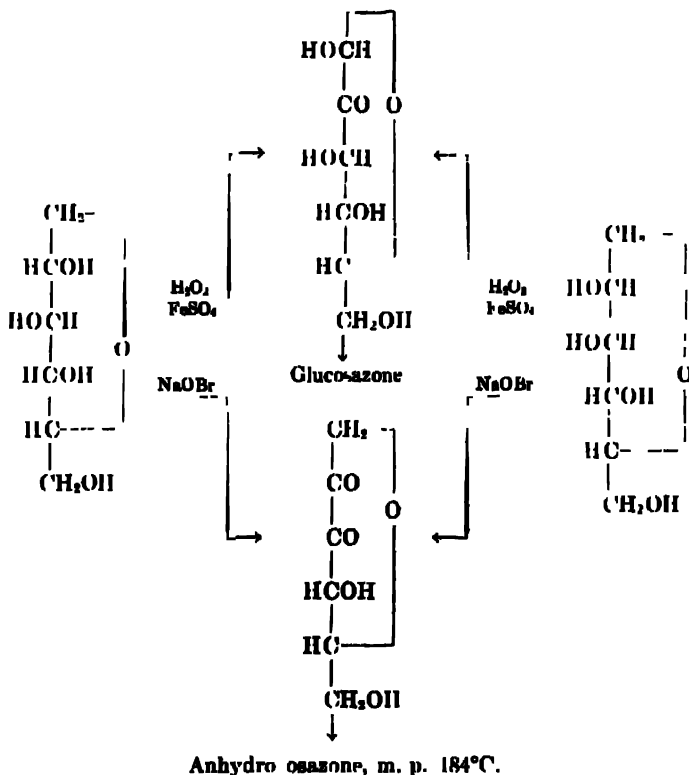 HOCH
CO O
HOCH
HCOH
HC
CH₂OH
Glucosazone
CH₂
HCOH
HOCH
O
HCOH
HC
CH₂OH
H₂O₂
FeSO₄
NaOBr
H₂O₂
FeSO₄
NaOBr
CH₂
HOCH
HOCH
O
HCOH
HC
CH₂OH
CH₂
CO
O
CO
HCOH
HC
CH₂OH
Anhydro osazone, m. p. 184°C.